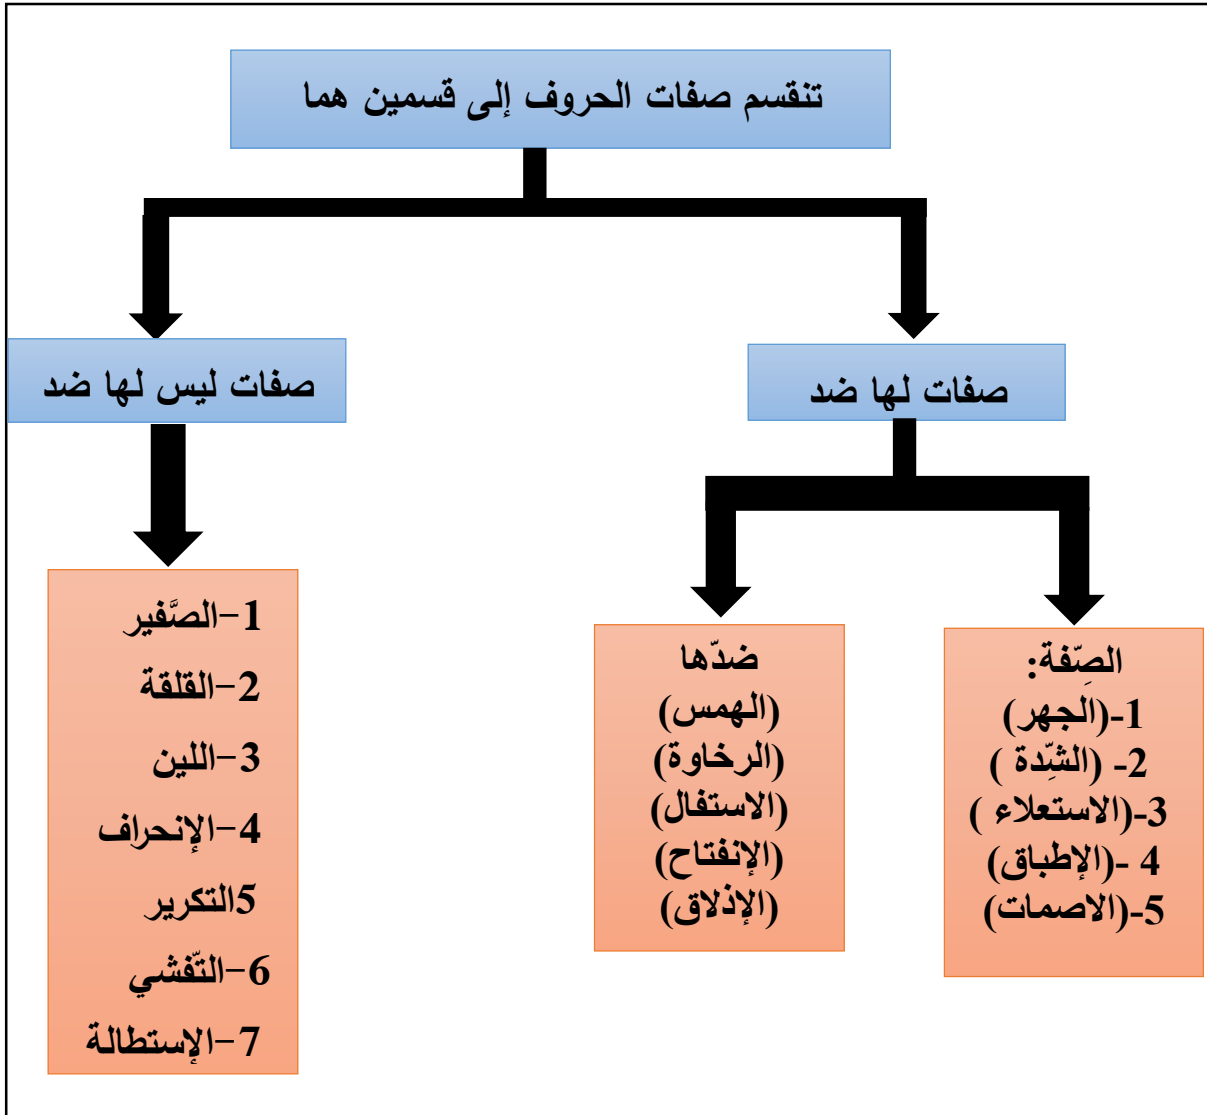 تنقسم صفات الحروف إلى قسمين هما
صفات لها ضد
صفات ليس لها ضد
الصِّفة:
1-(الجهر)
2- (الشِّدة )
3-(الاستعلاء )
4 -(الإطباق)
5-(الاصمات)
ضدّها
(الهمس)
(الرخاوة)
(الاستفال)
(الإنفتاح)
(الإذلاق)
1-الصَّفير
2-القلقة
3-اللين
4-الإنحراف
5التكرير
6-التّفشي
7-الإستطالة